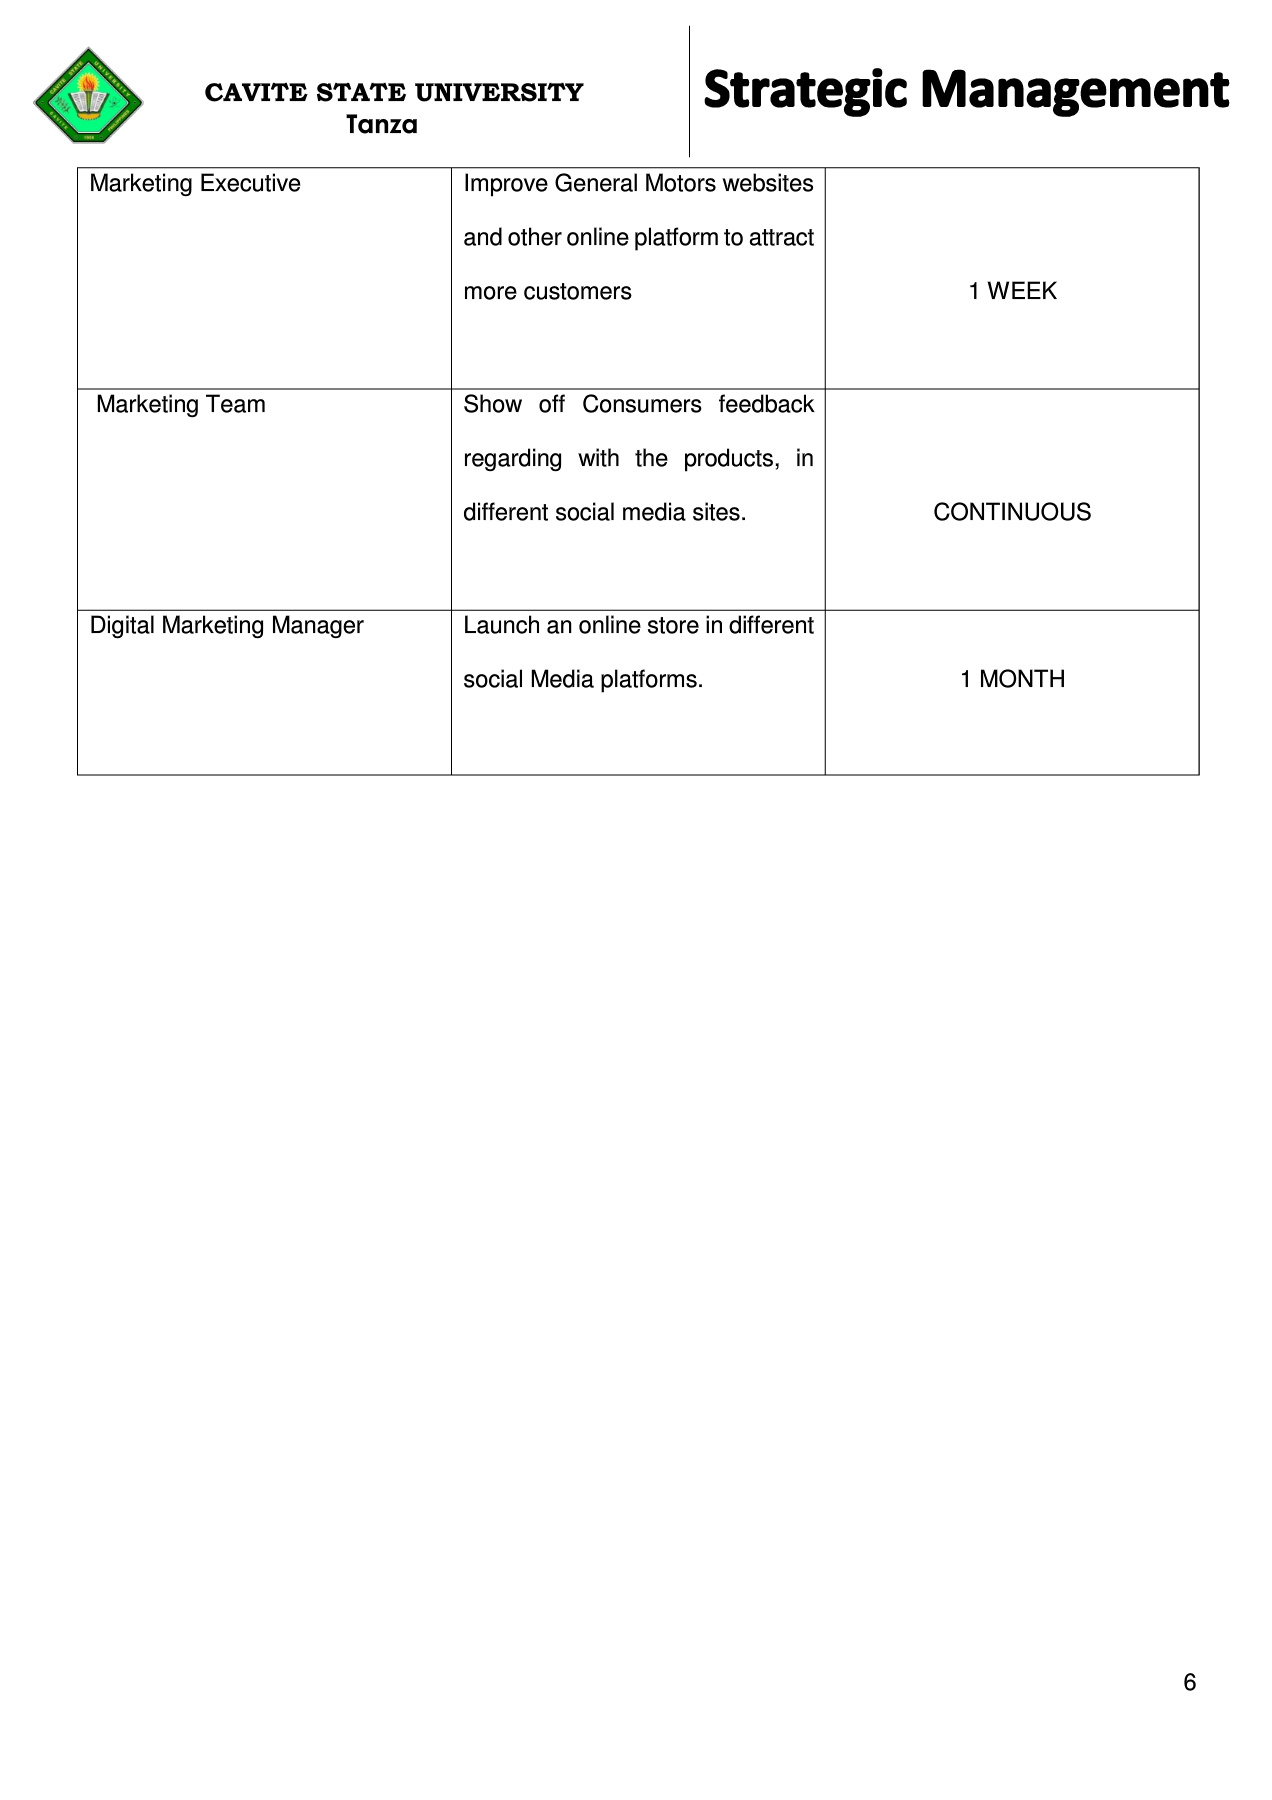 CAVITE STATE UNIVERSITY
Tanza
Strategic Management
Marketing Executive
Improve General Motors websites
and other online platform to attract
more customers
1 WEEK
Marketing Team
Show off Consumers feedback
regarding with the products, in
different social media sites.
CONTINUOUS
Digital Marketing Manager
Launch an online store in different
social Media platforms.
1 MONTH
6